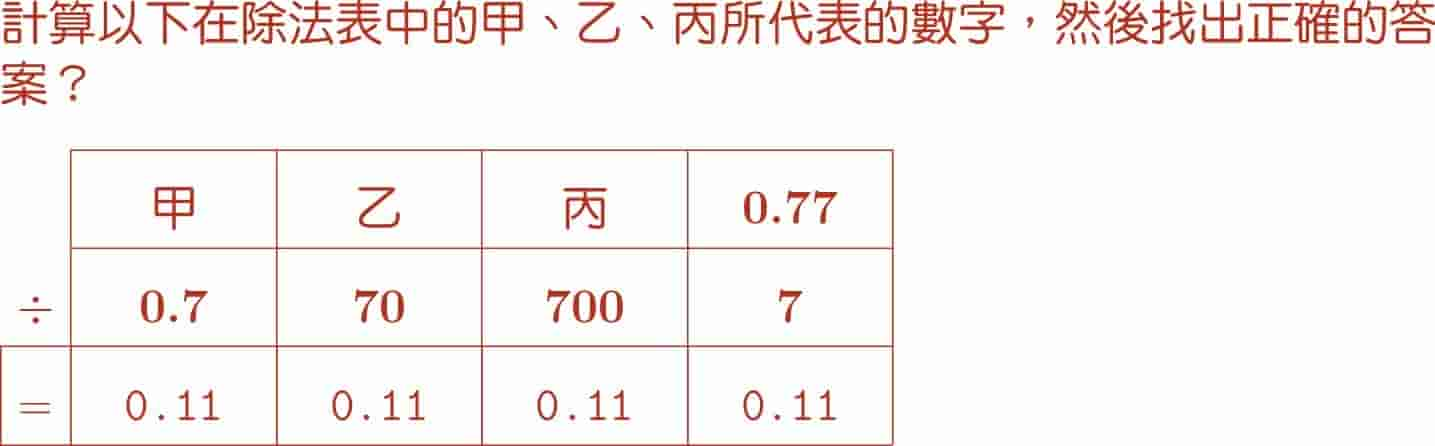 計算以下在除法表中的甲、乙、丙所代表的數字，然後找出正確的答
案？
甲 乙 丙 0.77
÷ 0.7 70 700 7
= 0.11 0.11 0.11 0.11